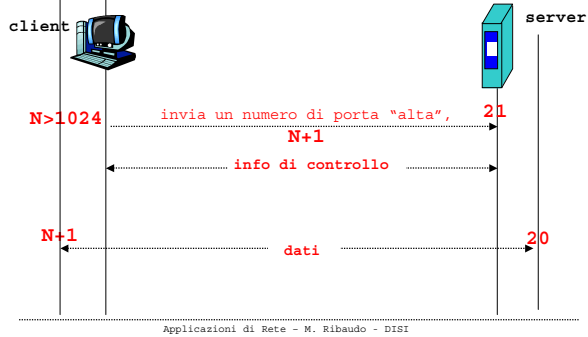 client
server
N>1024
invia un numero di porta “alta”,
21
N+1
info di controllo
N+1
dati
20
Applicazioni di Rete – M. Ribaudo - DISI